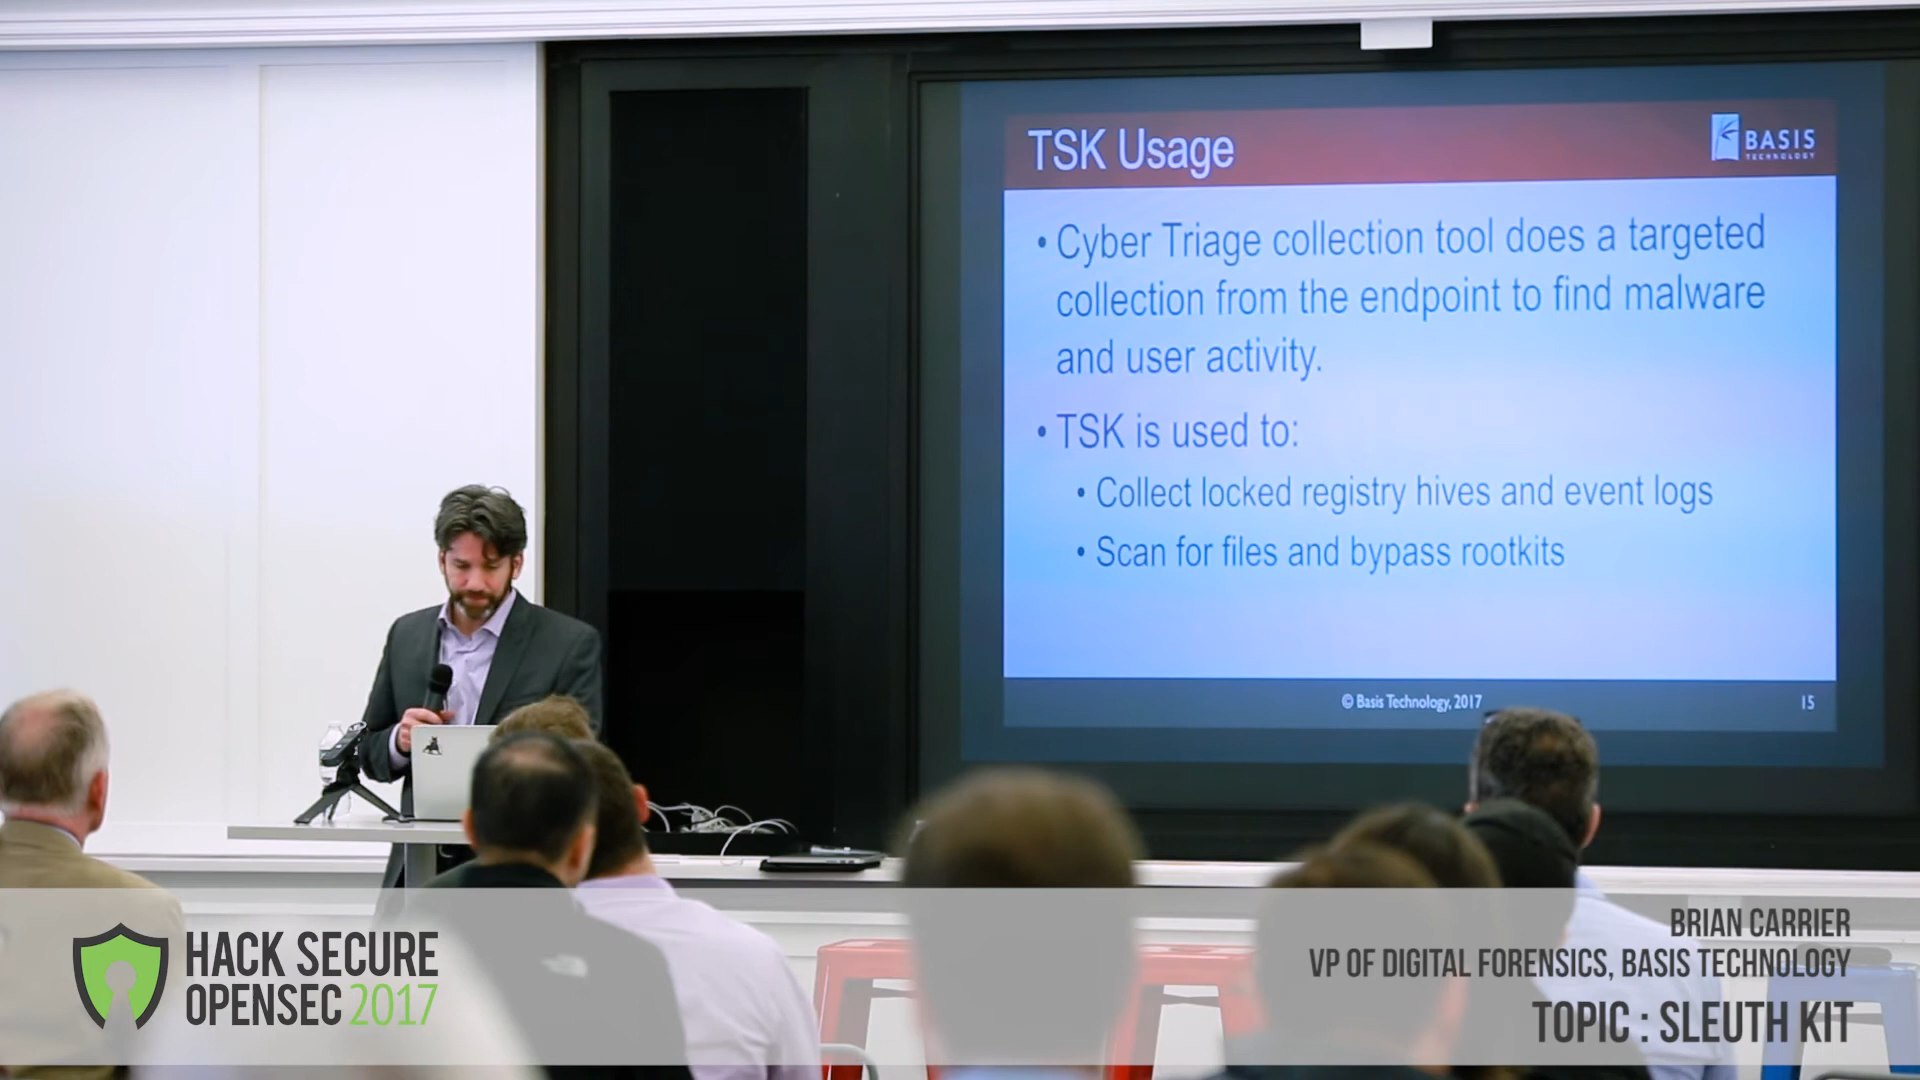 TSK Usage
BASIS
TECHNOLOGY
• Cyber Triage collection tool does a targeted
collection from the endpoint to find malware
and user activity.
• TSK is used to:
• Collect locked registry hives and event logs
• Scan for files and bypass rootkits
© Basis Technology, 2017
15
HACK SECURE
OPENSEC 2017
BRIAN CARRIER
VP OF DIGITAL FORENSICS, BASIS TECHNOLOGY
TOPIC : SLEUTH KIT